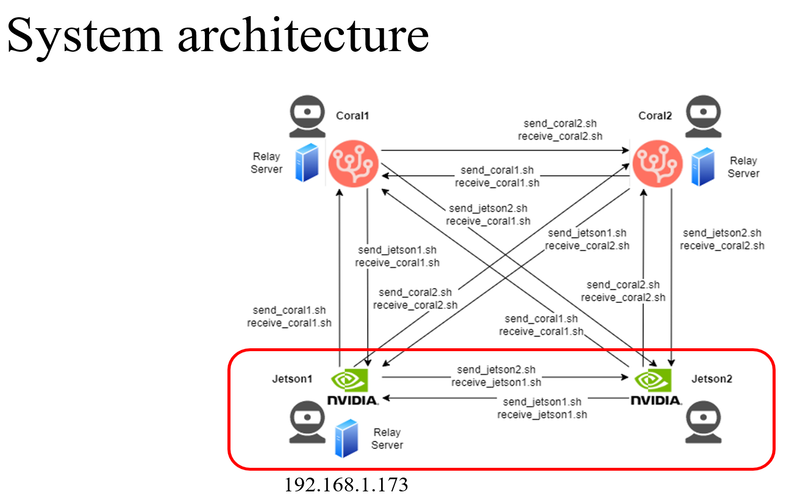 System architecture
Coral1
Coral2
Relay
Server
Relay
Server
send_coral2.sh
receive_coral2.sh
send_coral1.sh
receive_coral1.sh
send_jetson2.sh
receive_coral1.sh
send_jetson1.sh
receive_coral2.sh
send_jetson2.sh
receive_coral2.sh
send_jetson1.sh
receive_coral1.sh
send_coral2.sh
receive_coral2.sh
send_coral2.sh
receive_coral2.sh
send_coral1.sh
receive_coral1.sh
send_coral1.sh
receive_coral1.sh
Jetson1
NVIDIA.
send_jetson2.sh
receive_jetson1.sh
send_jetson1.sh
receive_jetson1.sh
NVIDIA.
Jetson2
Relay
Server
192.168.1.173